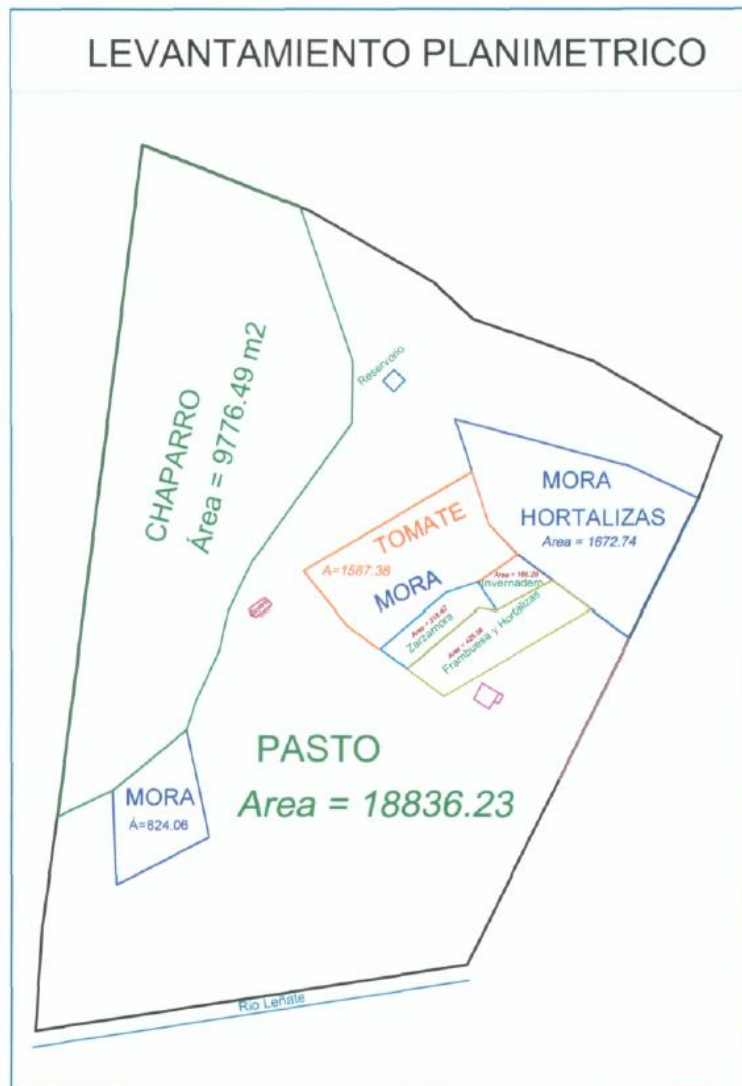 LEVANTAMIENTO PLANIMETRICO
CHAPARRO
Área = 9776.49 m2
Reservorio
MORA
HORTALIZAS
Area = 1672.74
TOMATE
A=1587.38
MORA
Invernadero
Zarzamora
Frambuesa y Hortalizas
PASTO
Area = 18836.23
MORA
Á=824.06
Rio Leñate